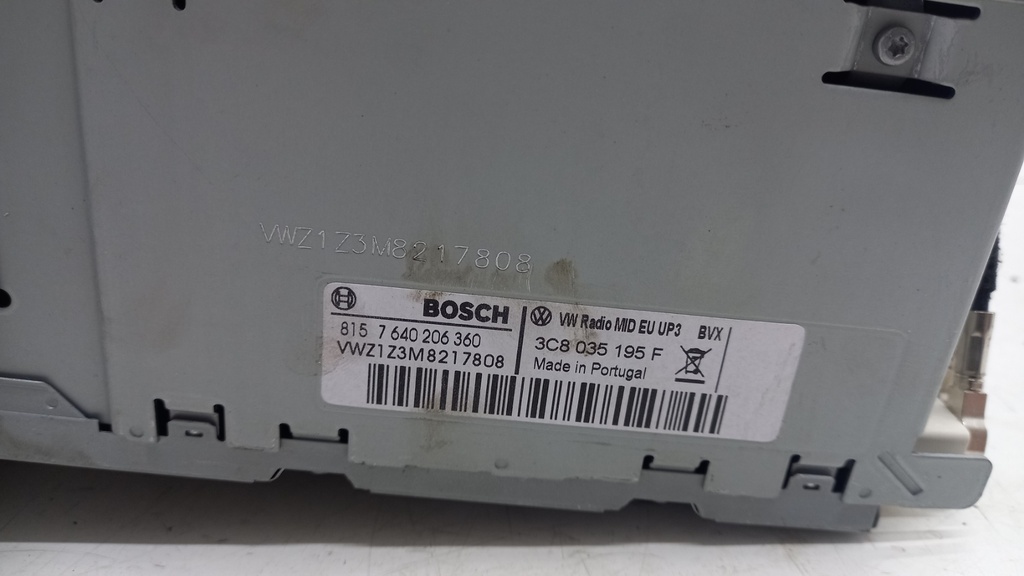 VWZ1Z3M8217808
BOSCH
815 7 640 206 360
VWZ1Z3M8217808
VW Radio MID EU UP3 BVX
3C8 035 195 F
Made in Portugal